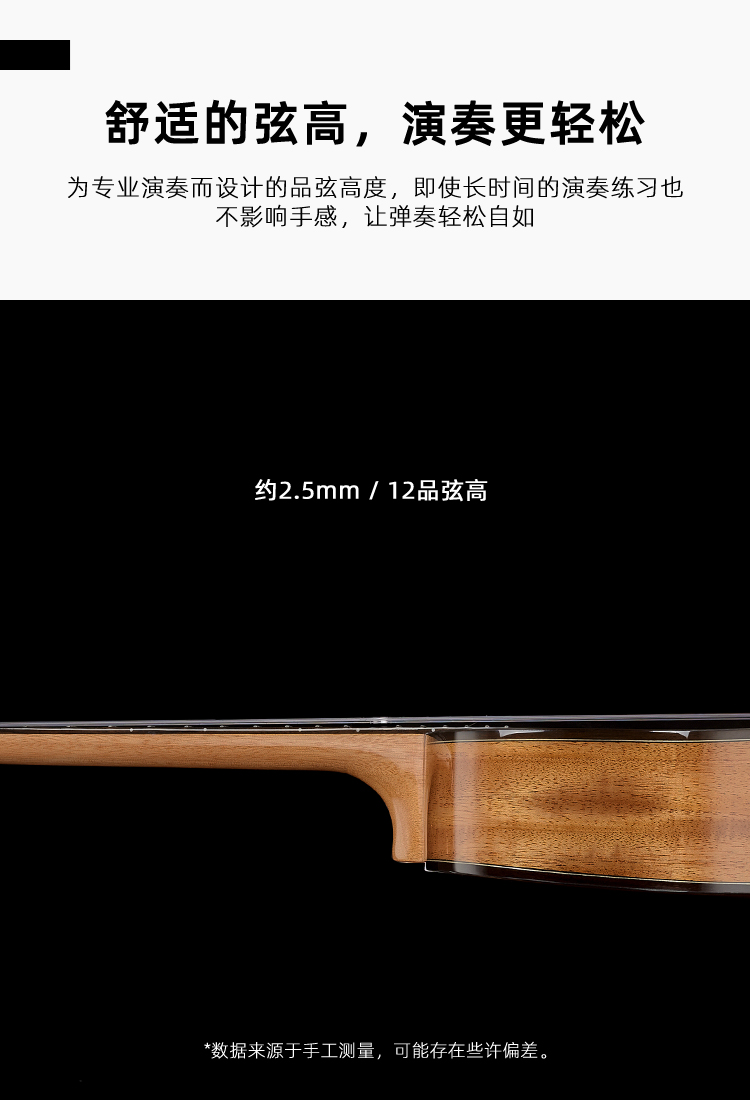 舒适的弦高，演奏更轻松
为专业演奏而设计的品弦高度，即使长时间的演奏练习也
不影响手感，让弹奏轻松自如
约2.5mm / 12品弦高
*数据来源于手工测量，可能存在些许偏差。